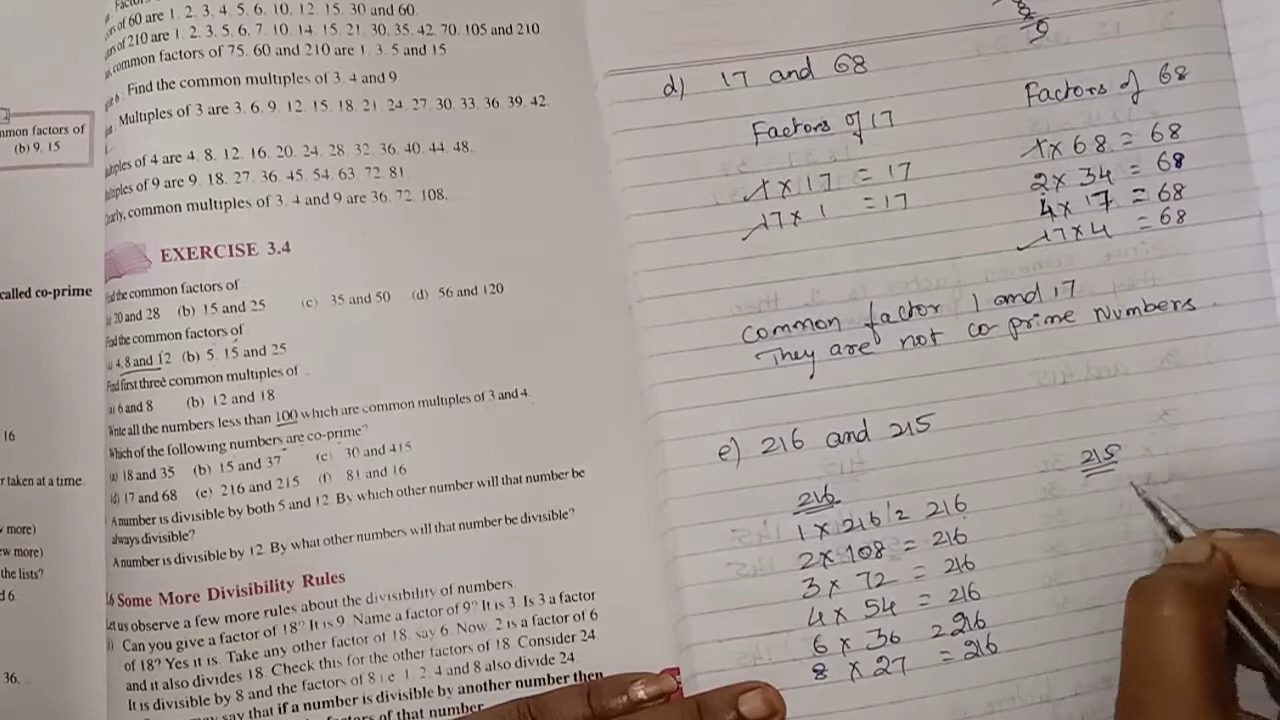 of 60 are 1, 2, 3, 4, 5, 6, 10, 12, 15, 30 and 60.
of 210 are 1, 2, 3, 5, 6, 7, 10, 14, 15, 21, 30, 35, 42, 70, 105 and 210
common factors of 75, 60 and 210 are 1, 3, 5 and 15
Find the common multiples of 3, 4 and 9
Multiples of 3 are 3, 6, 9, 12, 15, 18, 21, 24, 27, 30, 33, 36, 39, 42,
of 4 are 4, 8, 12, 16, 20, 24, 28, 32, 36, 40, 44, 48,
of 9 are 9, 18, 27, 36, 45, 54, 63, 72, 81
common multiples of 3, 4 and 9 are 36, 72, 108,
EXERCISE 3.4
the common factors of
20 and 28 (b) 15 and 25 (c) 35 and 50 (d) 56 and 120
the common factors of
4, 8 and 12 (b) 5, 15 and 25
first three common multiples of
6 and 8 (b) 12 and 18
Write all the numbers less than 100 which are common multiples of 3 and 4.
Which of the following numbers are co-prime?
(a) 18 and 35 (b) 15 and 37 (c) 30 and 415
(d) 17 and 68 (e) 216 and 215 (f) 81 and 16
A number is divisible by both 5 and 12. By which other number will that number be
always divisible?
A number is divisible by 12. By what other numbers will that number be divisible?
Some More Divisibility Rules
us observe a few more rules about the divisibility of numbers.
Can you give a factor of 18? It is 9. Name a factor of 9? It is 3. Is 3 a factor
of 18? Yes it is. Take any other factor of 18, say 6. Now, 2 is a factor of 6
and it also divides 18. Check this for the other factors of 18. Consider 24.
It is divisible by 8 and the factors of 8 i.e. 1, 2, 4 and 8 also divide 24
say that if a number is divisible by another number then
of that number
factors of
(b) 9, 15
called co-prime
16
taken at a time
more)
more)
the lists?
36,
d) 17 and 68
Factors of 17
1 x 17 = 17
17 x 1 = 17
Factors of 68
1 x 68 = 68
2 x 34 = 68
4 x 17 = 68
17 x 4 = 68
Common factor 1 and 17
They are not co-prime Numbers.
e) 216 and 215
216
1 x 216 = 216
2 x 108 = 216
3 x 72 = 216
4 x 54 = 216
6 x 36 = 216
8 x 27 = 216
215